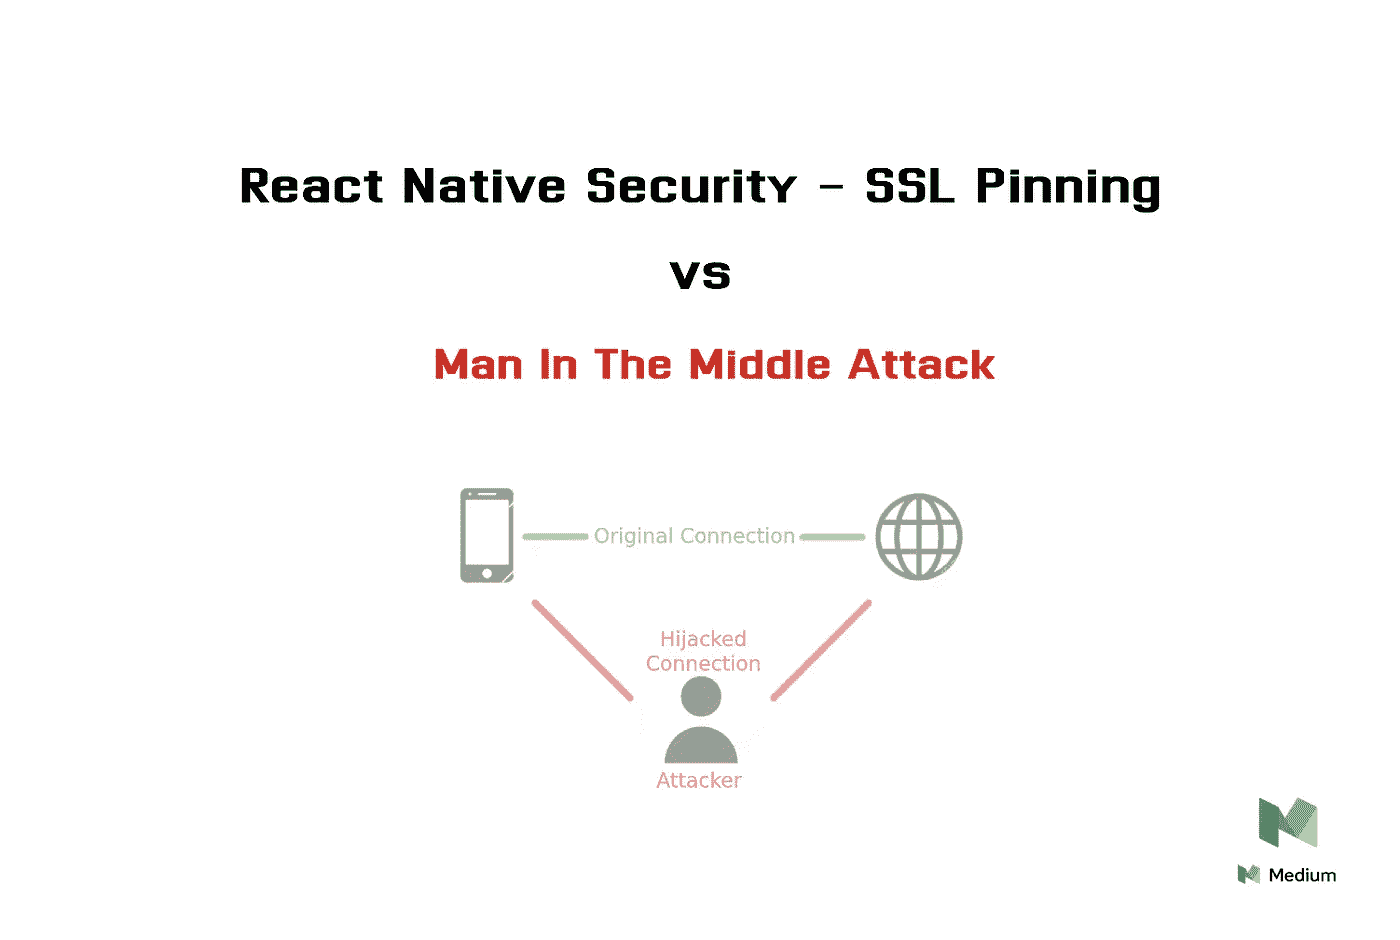 React Native Security – SSL Pinning
vs
Man In The Middle Attack
Original Connection
Hijacked
Connection
Attacker
Medium